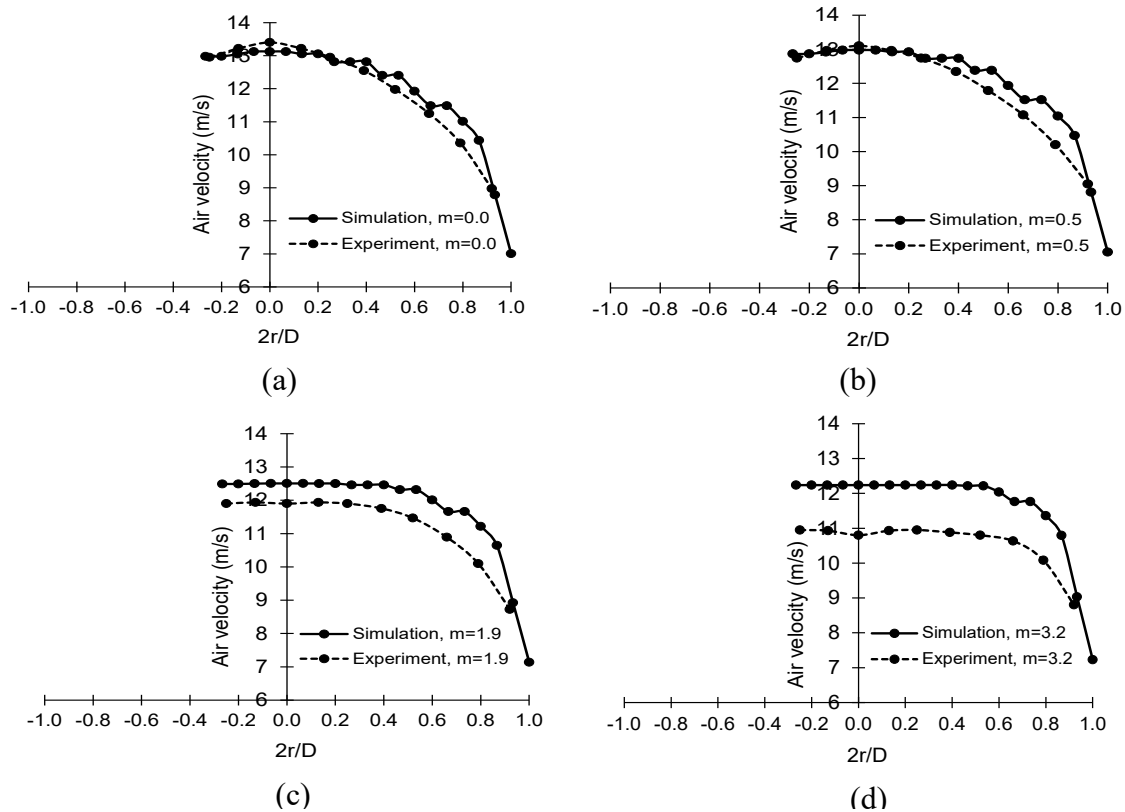 14
13
12
11
10
9
8
7
6
Air velocity (m/s)
Simulation, m=0.0
Experiment, m=0.0
-1.0 -0.8 -0.6 -0.4 -0.2 0.0 0.2 0.4 0.6 0.8 1.0
2r/D
(a)
14
13
12
11
10
9
8
7
6
Air velocity (m/s)
Simulation, m=0.5
Experiment, m=0.5
-1.0 -0.8 -0.6 -0.4 -0.2 0.0 0.2 0.4 0.6 0.8 1.0
2r/D
(b)
14
13
12
11
10
9
8
7
6
Air velocity (m/s)
Simulation, m=1.9
Experiment, m=1.9
-1.0 -0.8 -0.6 -0.4 -0.2 0.0 0.2 0.4 0.6 0.8 1.0
2r/D
(c)
14
13
12
11
10
9
8
7
6
Air velocity (m/s)
Simulation, m=3.2
Experiment, m=3.2
-1.0 -0.8 -0.6 -0.4 -0.2 0.0 0.2 0.4 0.6 0.8 1.0
2r/D
(d)